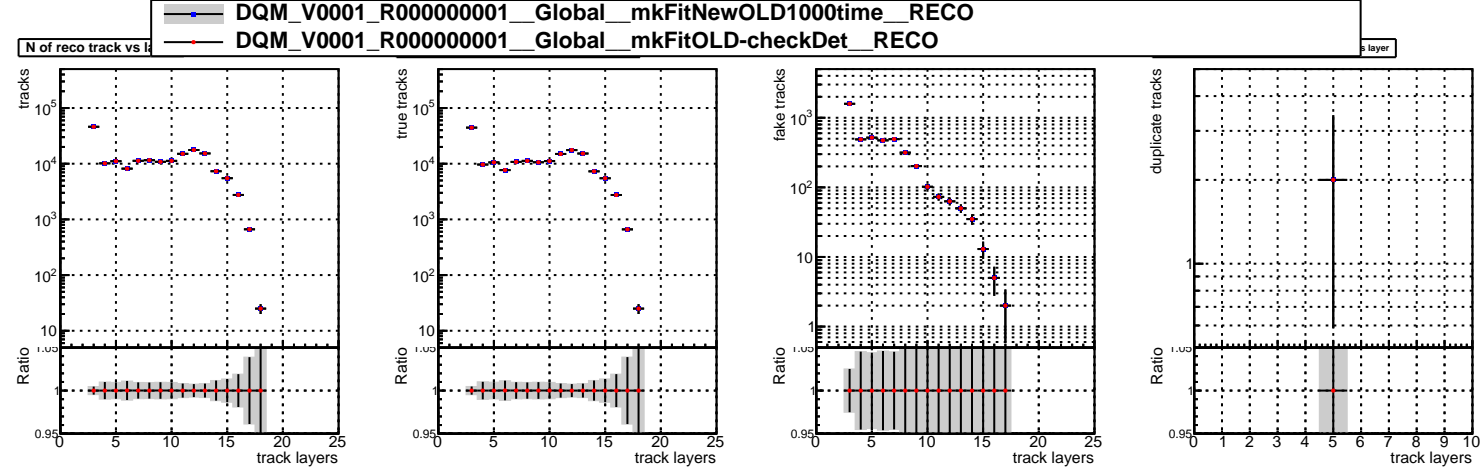 DQM_V0001_R000000001__Global__mkFitNewOLD1000time__RECO
DQM_V0001_R000000001__Global__mkFitOLD-checkDet__RECO
N of reco track vs
s layer
tracks
10^5
10^4
10^3
10^2
10
Ratio
1.05
1
0.95
0 5 10 15 20 25
track layers
true tracks
10^5
10^4
10^3
10^2
10
Ratio
1.05
1
0.95
0 5 10 15 20 25
track layers
fake tracks
10^3
10^2
10
1
Ratio
1.05
1
0.95
0 5 10 15 20 25
track layers
duplicate tracks
1
Ratio
1.05
1
0.95
0 1 2 3 4 5 6 7 8 9 10
track layers